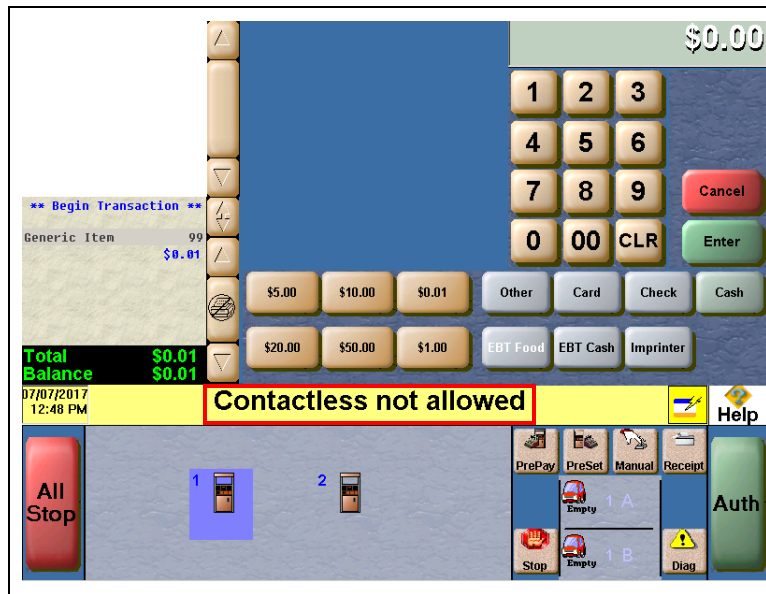 $0.00
1 2 3
4 5 6
7 8 9 Cancel
0 00 CLR Enter
** Begin Transaction **
Generic Item 99
$0.01
$5.00 $10.00 $0.01 Other Card Check Cash
$20.00 $50.00 $1.00 EBT Food EBT Cash Imprinter
Total $0.01
Balance $0.01
07/07/2017
12:48 PM
Contactless not allowed
Help
All
Stop
1 2
PrePay PreSet Manual Receipt
Empty 1 A
Auth
Stop Empty 1 B Diag